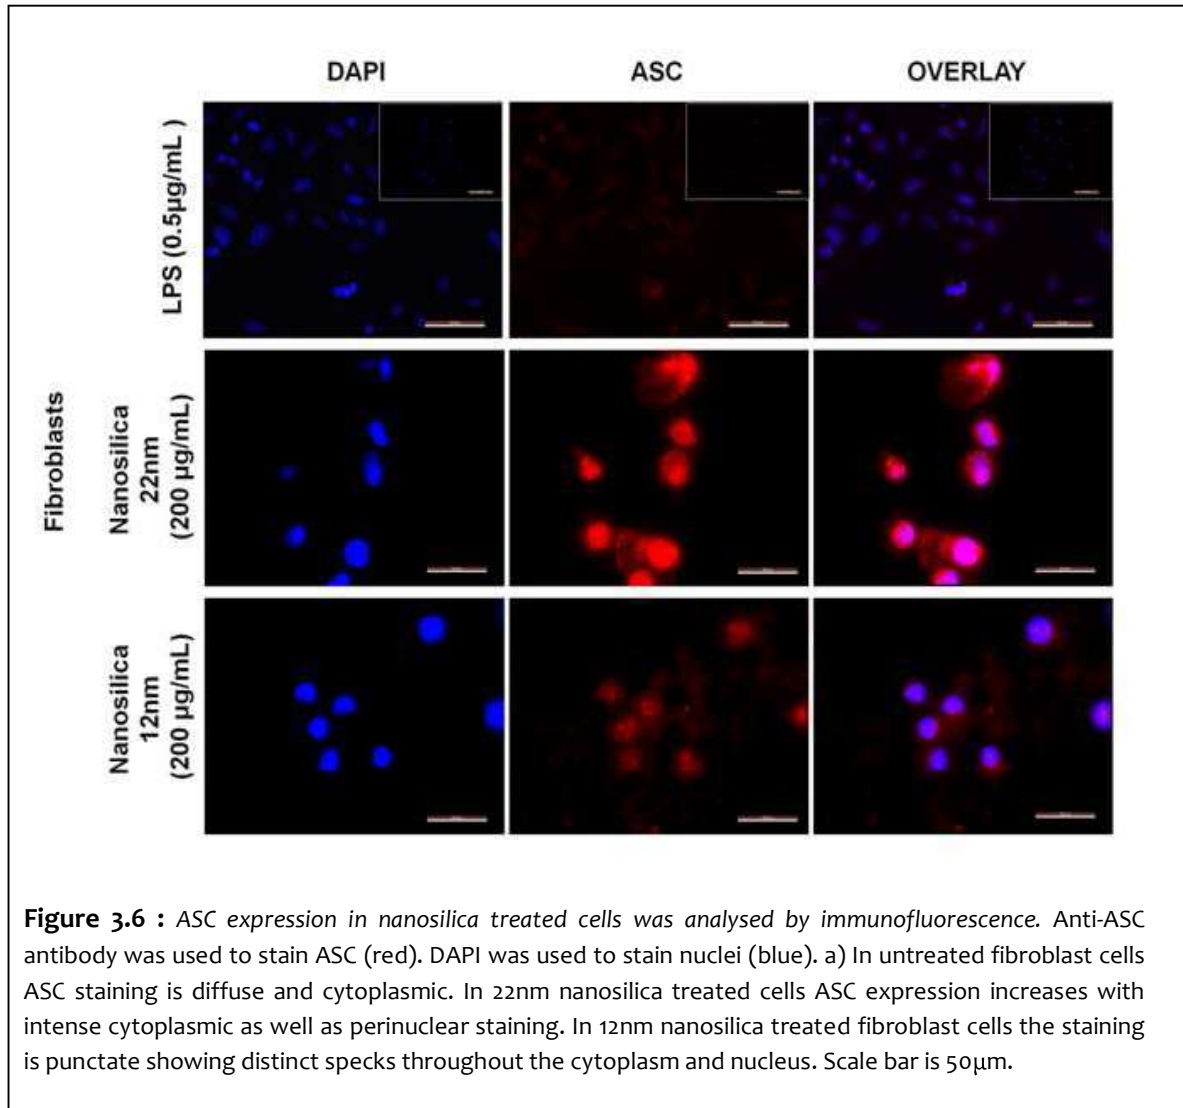 DAPI
ASC
OVERLAY
LPS (0.5µg/mL )
Fibroblasts
Nanosilica
22nm
(200 µg/mL)
Nanosilica
12nm
(200 µg/mL)
Figure 3.6 : ASC expression in nanosilica treated cells was analysed by immunofluorescence. Anti-ASC
antibody was used to stain ASC (red). DAPI was used to stain nuclei (blue). a) In untreated fibroblast cells
ASC staining is diffuse and cytoplasmic. In 22nm nanosilica treated cells ASC expression increases with
intense cytoplasmic as well as perinuclear staining. In 12nm nanosilica treated fibroblast cells the staining
is punctate showing distinct specks throughout the cytoplasm and nucleus. Scale bar is 50µm.